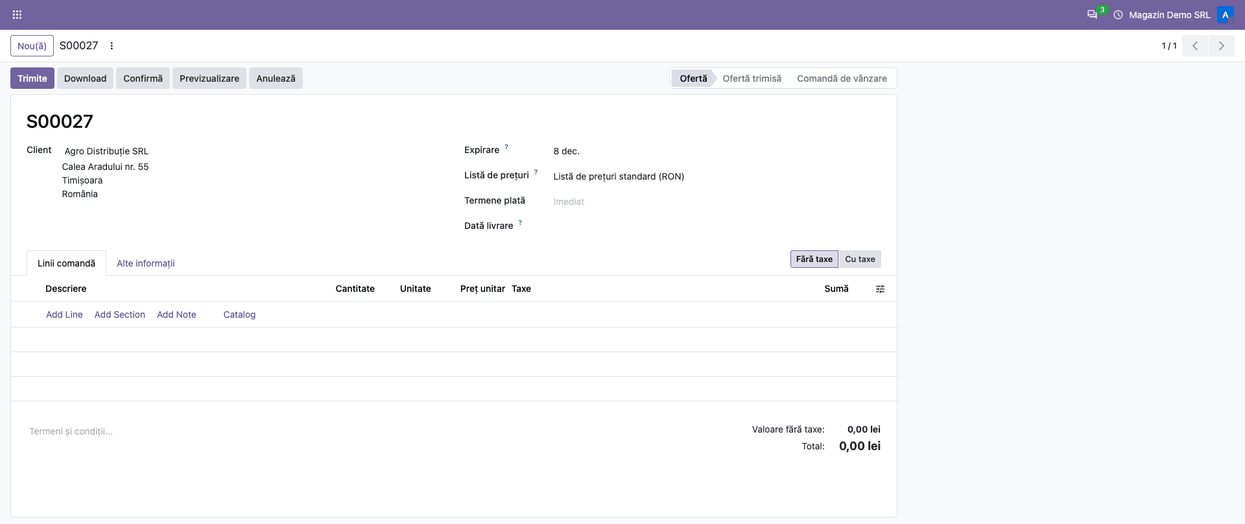 3 Magazin Demo SRL A
Nou(ă) S00027 1 / 1
Trimite Download Confirmă Previzualizare Anulează Ofertă Ofertă trimisă Comandă de vânzare
S00027
Client Agro Distribuție SRL
Calea Aradului nr. 55
Timișoara
România
Expirare ? 8 dec.
Listă de prețuri ? Listă de prețuri standard (RON)
Termene plată Imediat
Dată livrare ?
Linii comandă Alte informații Fără taxe Cu taxe
Descriere Cantitate Unitate Preț unitar Taxe Sumă
Add Line Add Section Add Note Catalog
Termeni și condiții...
Valoare fără taxe: 0,00 lei
Total: 0,00 lei